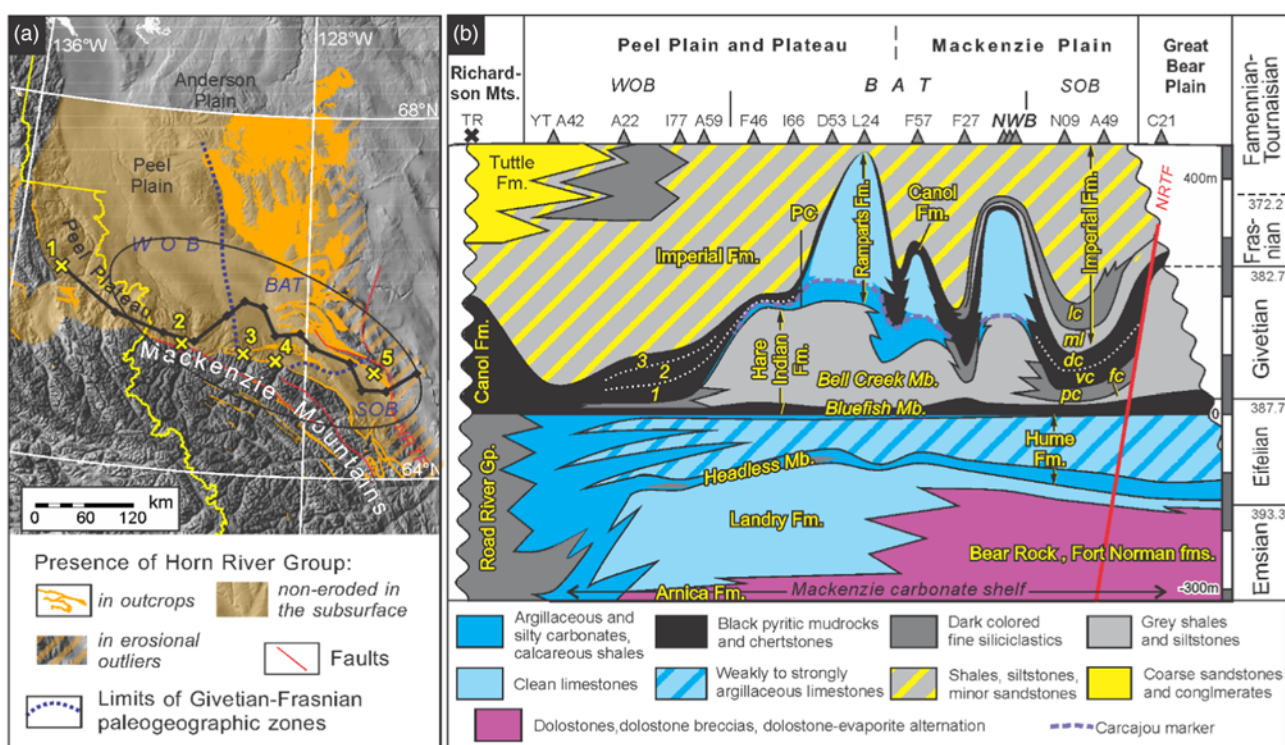 (a)
136°W
128°W
Anderson
Plain
68°N
Peel
Plain
1
Peel Plateau
W O B
BAT
2
3
4
5
SOB
Mackenzie Mountains
64°N
km
0 60 120
Presence of Horn River Group:
in outcrops
non-eroded in
the subsurface
in erosional
outliers
Faults
Limits of Givetian-Frasnian
paleogeographic zones
(b)
Peel Plain and Plateau
Mackenzie Plain
Great
Bear
Plain
Richard-
son Mts.
WOB
B A T
SOB
TR
YT A42
A22
I77
A59
F46
I66
D53
L24
F57
F27
NWB
N09
A49
C21
Tuttle
Fm.
PC
Ramparts Fm.
Canol
Fm.
Imperial Fm.
Imperial Fm.
NRTF
400m
Canol Fm.
3
2
1
Hare
Indian
Fm.
Bell Creek Mb.
Bluefish Mb.
lc
ml
dc
vc
fc
pc
0
Road River Gp.
Headless Mb.
Hume
Fm.
Landry Fm.
Bear Rock , Fort Norman fms.
Arnica Fm.
Mackenzie carbonate shelf
-300m
Famennian-
Tournaisian
372.2
Frasnian
382.7
Givetian
387.7
Eifelian
393.3
Emsian
Argillaceous and
silty carbonates,
calcareous shales
Black pyritic mudrocks
and chertstones
Dark colored
fine siliciclastics
Grey shales
and siltstones
Clean limestones
Weakly to strongly
argillaceous limestones
Shales, siltstones,
minor sandstones
Coarse sandstones
and conglmerates
Dolostones,dolostone breccias, dolostone-evaporite alternation
Carcajou marker